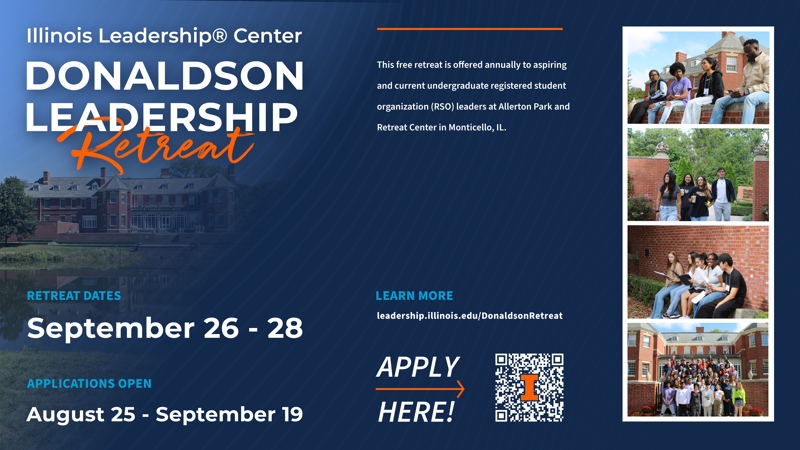 Illinois Leadership® Center
DONALDSON
LEADERSHIP
Retreat
This free retreat is offered annually to aspiring
and current undergraduate registered student
organization (RSO) leaders at Allerton Park and
Retreat Center in Monticello, IL.
RETREAT DATES
September 26 - 28
APPLICATIONS OPEN
August 25 - September 19
LEARN MORE
leadership.illinois.edu/DonaldsonRetreat
APPLY
HERE!
I